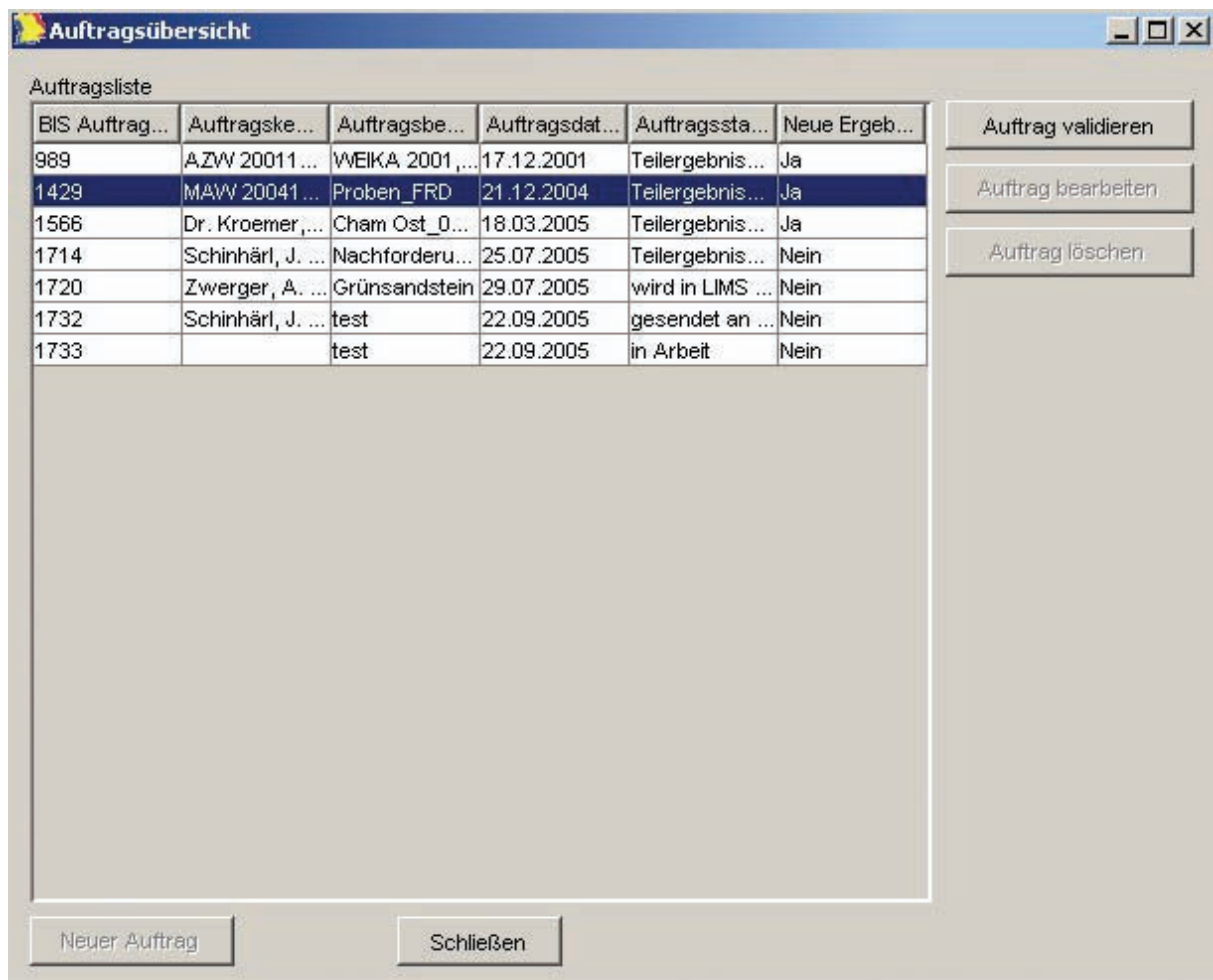 Auftragsübersicht
Auftragsliste
BIS Auftrag... Auftragske... Auftragsbe... Auftragsdat... Auftragssta... Neue Ergeb...
989 AZW 20011... WEIKA 2001,... 17.12.2001 Teilergebnis... Ja
1429 MAW 20041... Proben_FRD 21.12.2004 Teilergebnis... Ja
1566 Dr. Kroemer,... Cham Ost_0... 18.03.2005 Teilergebnis... Ja
1714 Schinhärl, J. ... Nachforderu... 25.07.2005 Teilergebnis... Nein
1720 Zwerger, A. ... Grünsandstein 29.07.2005 wird in LIMS ... Nein
1732 Schinhärl, J. ... test 22.09.2005 gesendet an ... Nein
1733 test 22.09.2005 in Arbeit Nein
Auftrag validieren
Auftrag bearbeiten
Auftrag löschen
Neuer Auftrag
Schließen